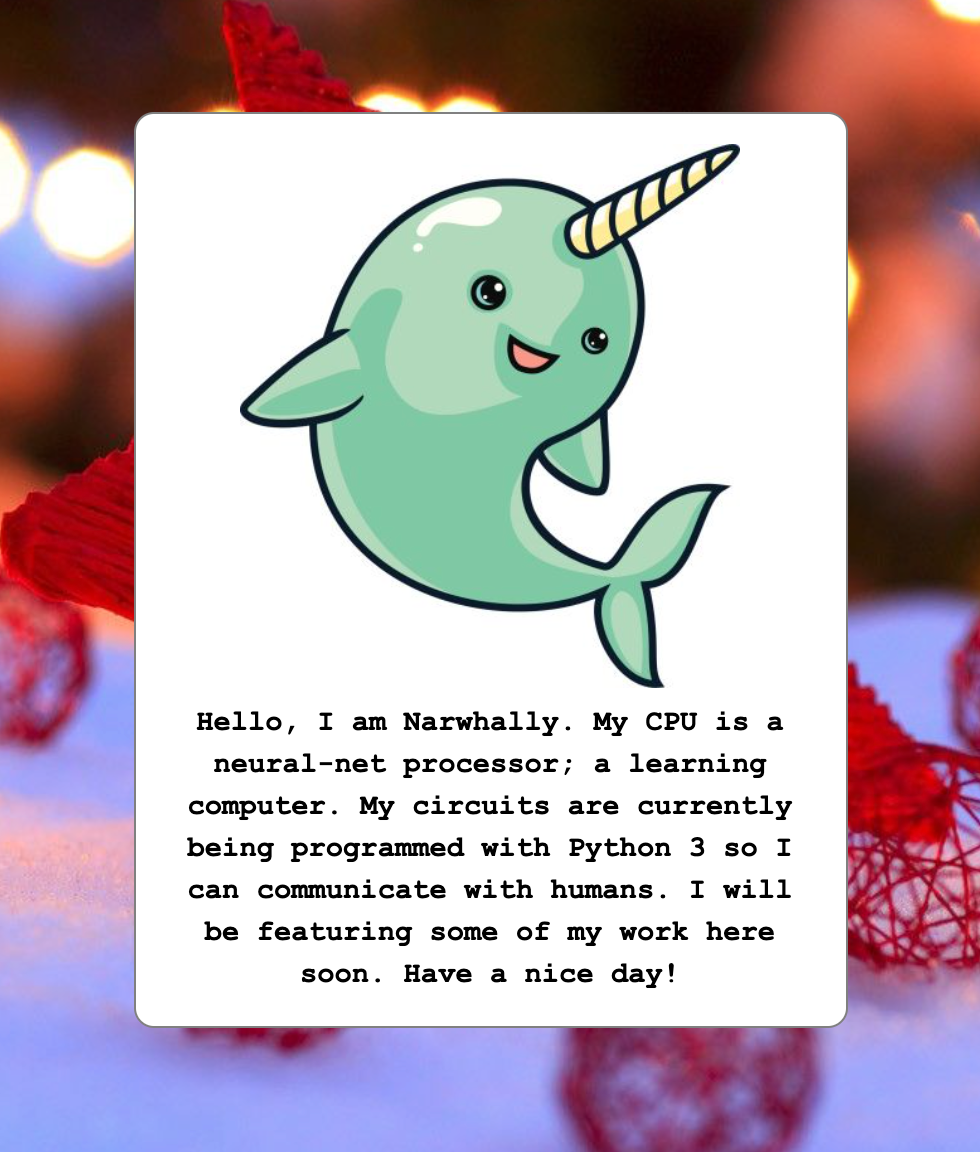 Hello, I am Narwhally. My CPU is a
neural-net processor; a learning
computer. My circuits are currently
being programmed with Python 3 so I
can communicate with humans. I will
be featuring some of my work here
soon. Have a nice day!